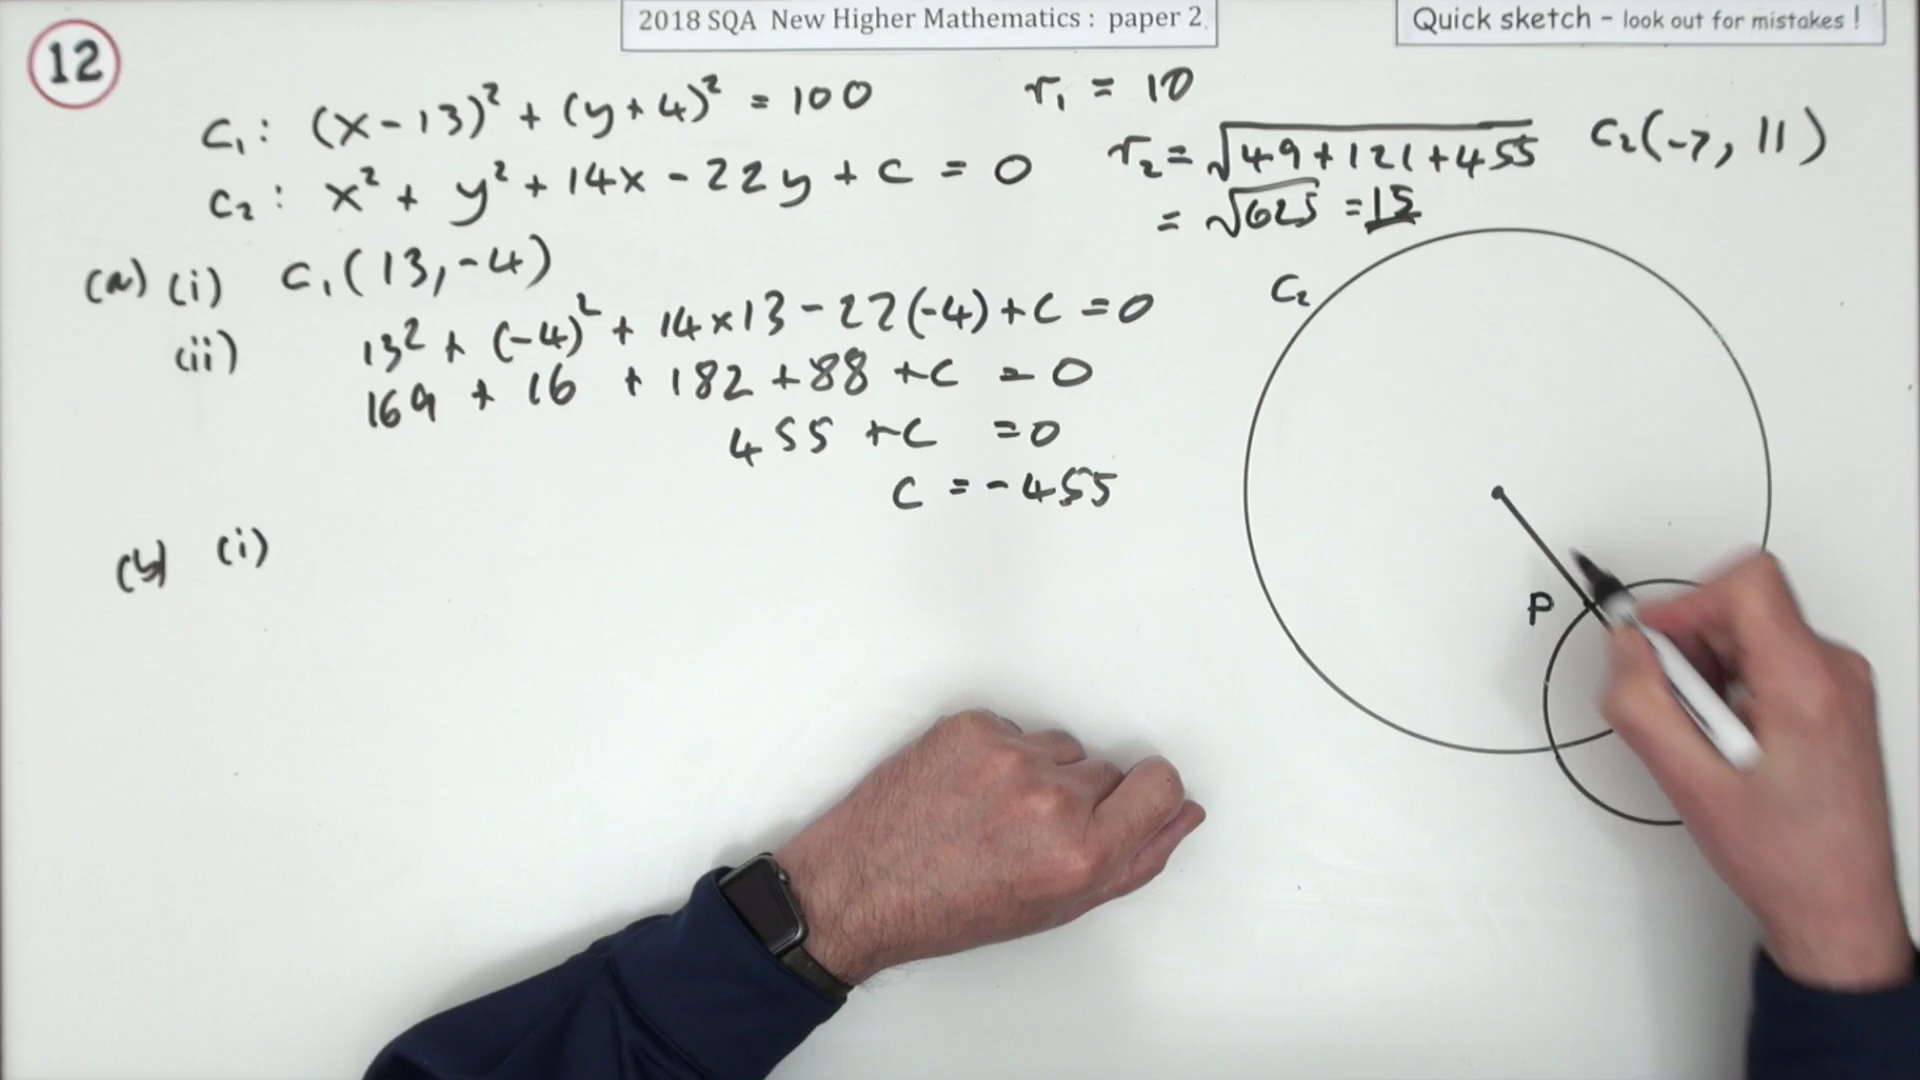 12
2018 SQA New Higher Mathematics : paper 2
Quick sketch – look out for mistakes !
C₁ : (x - 13)² + (y + 4)² = 100
C₂ : x² + y² + 14x - 22y + c = 0
r₁ = 10
r₂ = √49 + 121 + 455
= √625 = 15
C₂(-7, 11)
(a) (i) C₁(13, -4)
(ii) 13² + (-4)² + 14 × 13 - 22(-4) + c = 0
169 + 16 + 182 + 88 + c = 0
455 + c = 0
c = -455
(b) (i)
C₂
P